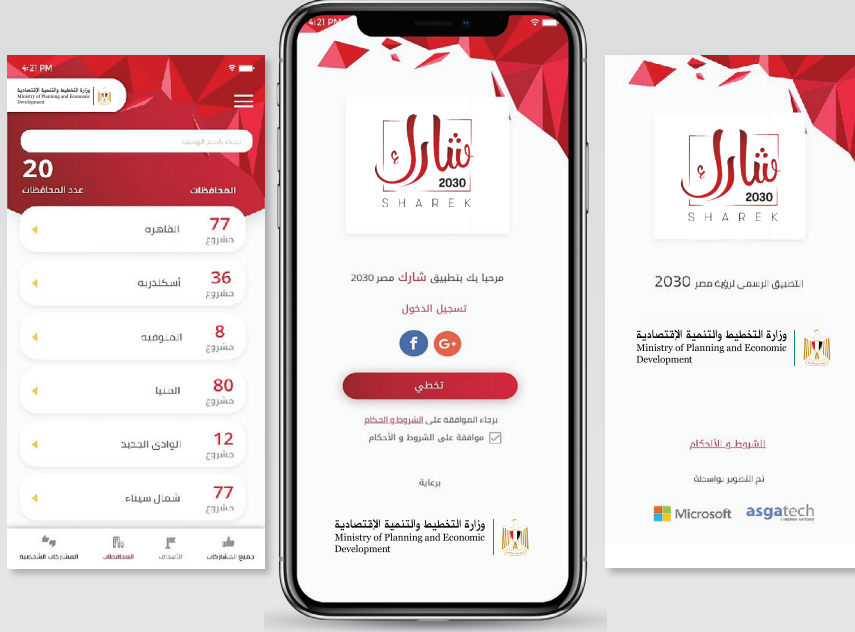 4:21 PM
وزارة التخطيط والتنمية الإقتصادية
Ministry of Planning and Economic
Development
20
عدد المحافظات
المحافظات
77
مشروع
القاهره
36
مشروع
أسكندريه
8
مشروع
المنوفيه
80
مشروع
المنيا
12
مشروع
الوادى الجديد
77
مشروع
شمال سيناء
جميع المشاركات
الأهداف
المحافظات
المشاركات الشخصية
4:21 PM
شارك
2030
SHAREK
مرحبا بك بتطبيق شارك مصر 2030
تسجيل الدخول
f
G+
تخطي
برجاء الموافقة على الشروط و الحكام
موافقة على الشروط و الأحكام
برعاية
وزارة التخطيط والتنمية الإقتصادية
Ministry of Planning and Economic
Development
شارك
2030
SHAREK
التطبيق الرسمى لرؤية مصر 2030
وزارة التخطيط والتنمية الإقتصادية
Ministry of Planning and Economic
Development
الشروط و الأحكام
تم التطوير بواسطة
Microsoft
asgatech